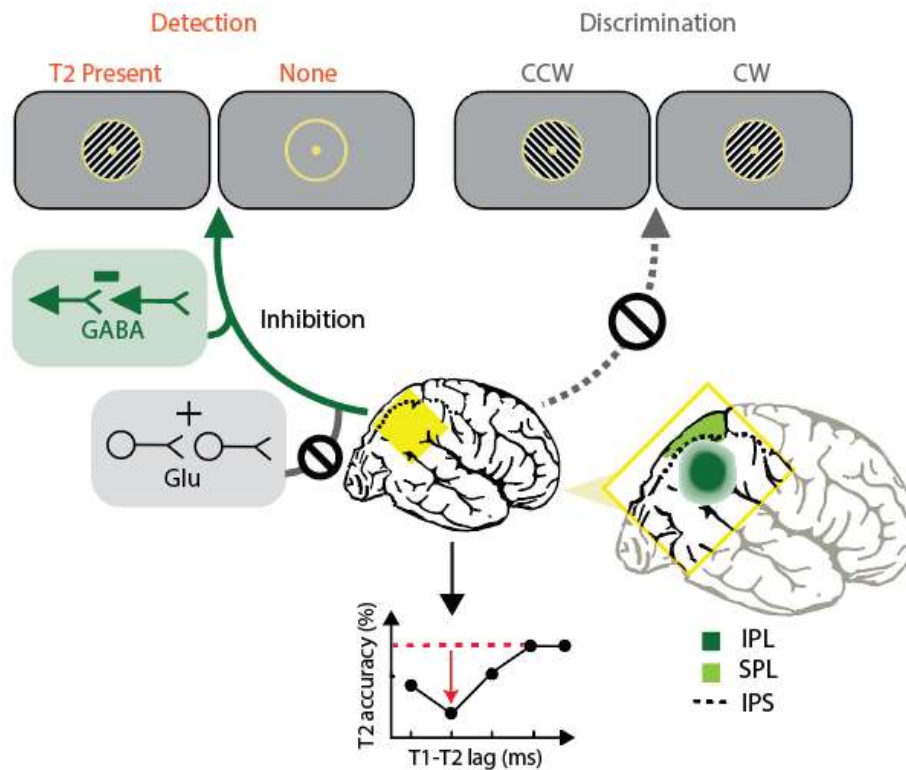 Detection
Discrimination
T2 Present
None
CCW
CW
GABA
Inhibition
+
Glu
T2 accuracy (%)
T1-T2 lag (ms)
IPL
SPL
IPS